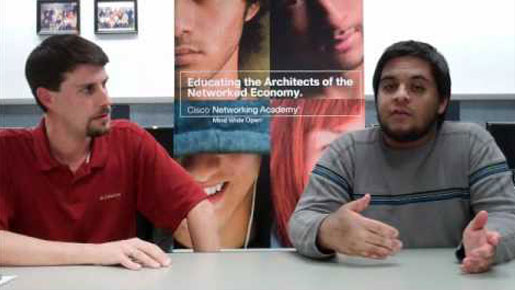 Educating the Architects of the
Networked Economy.
Cisco Networking Academy®
Mind Wide Open